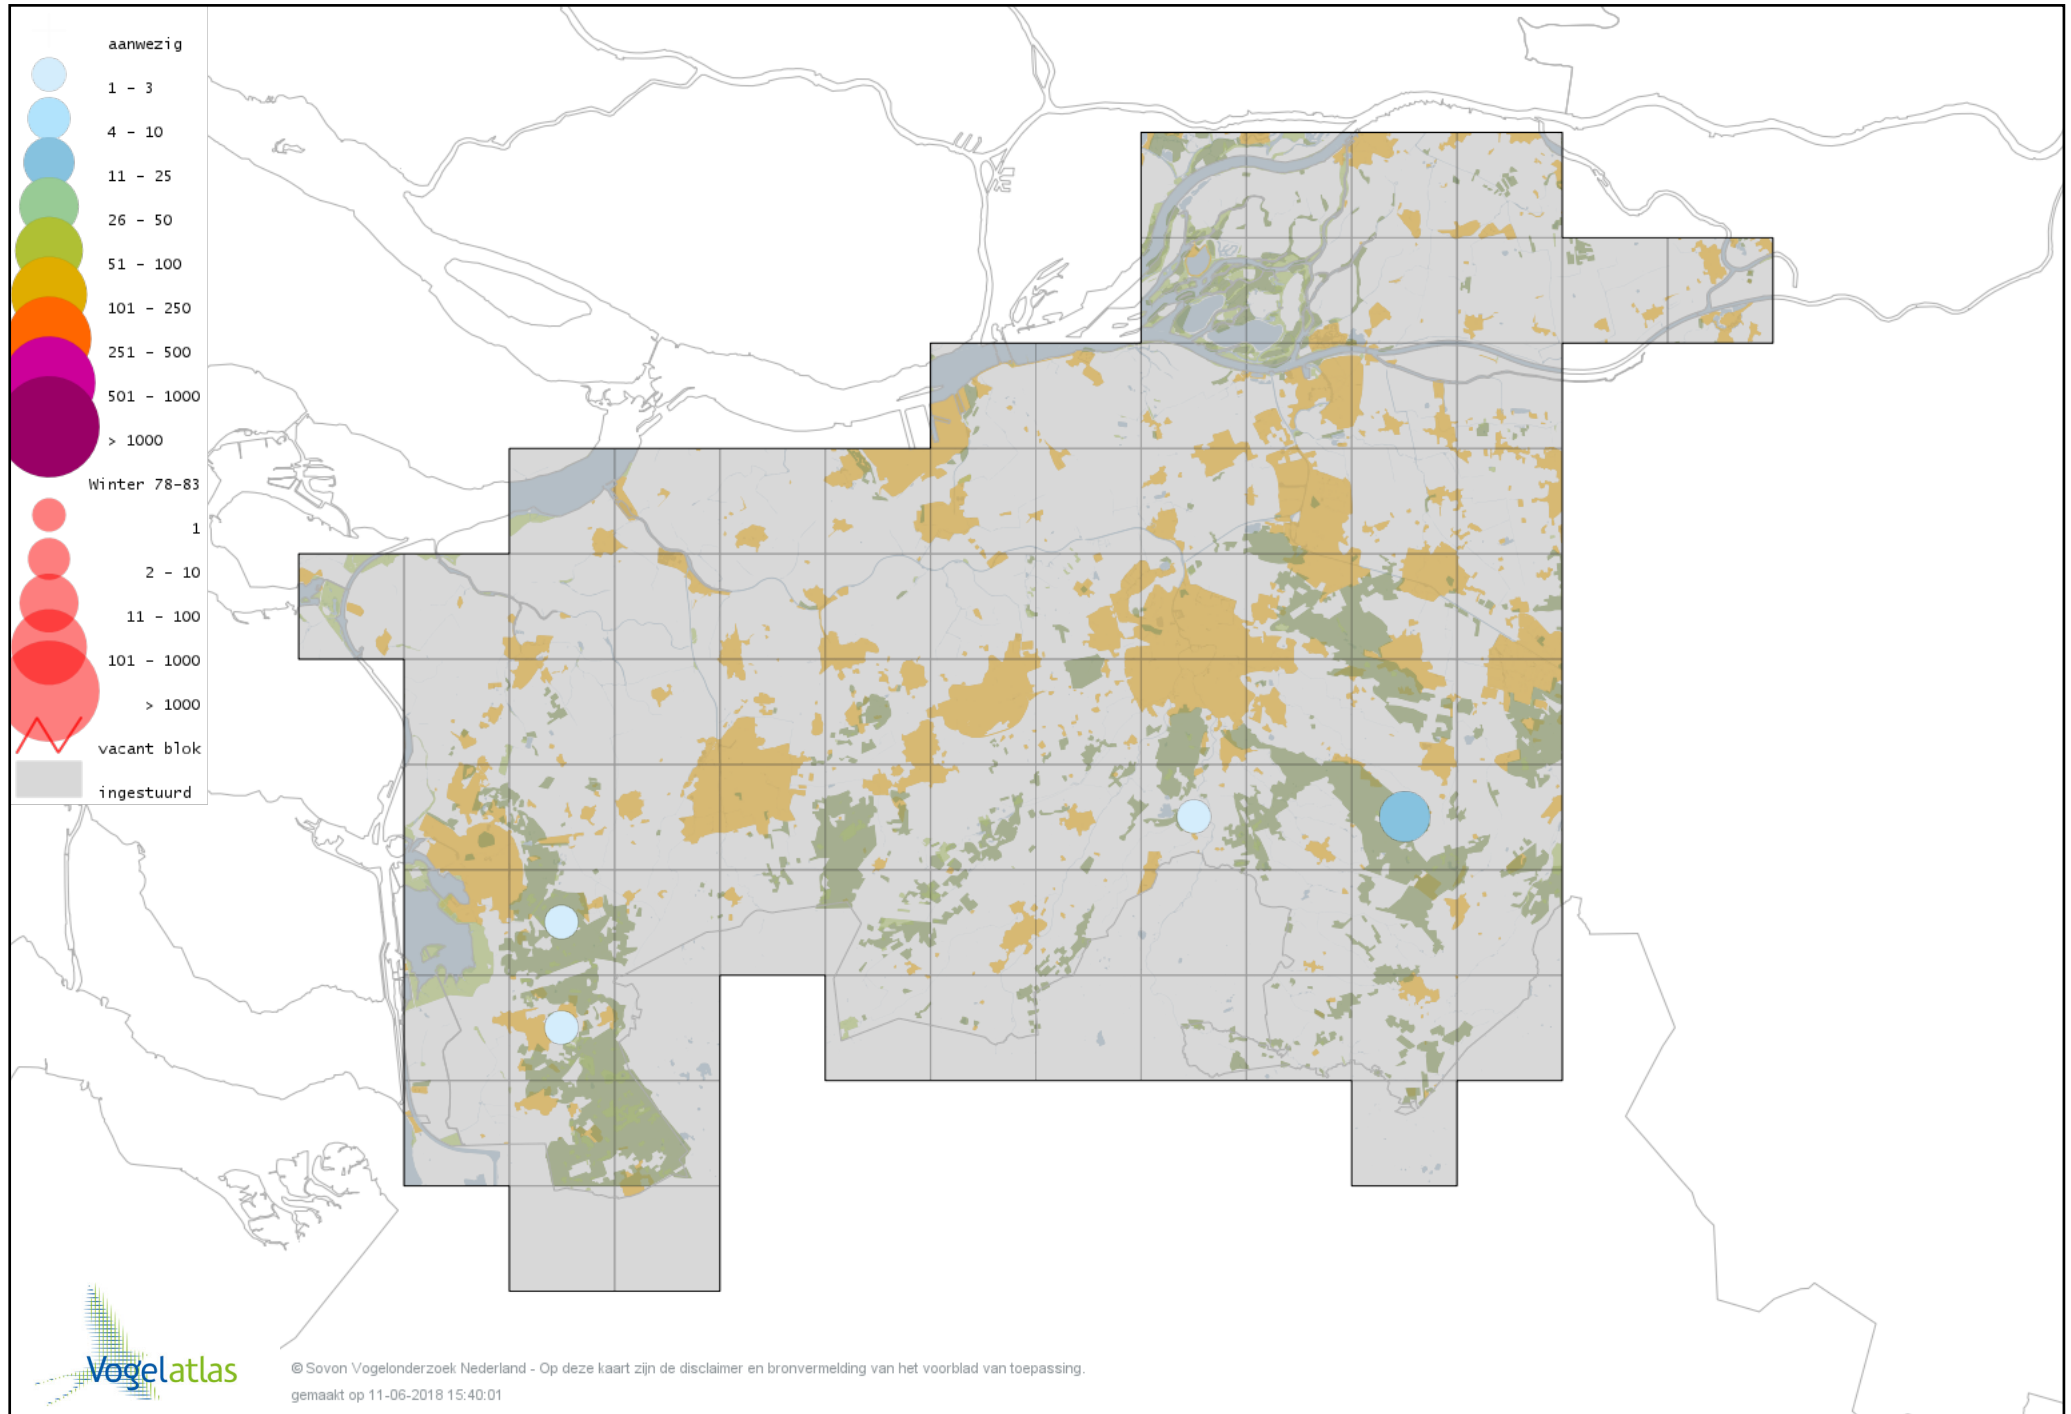 aanwezig
1 - 3
4 - 10
11 - 25
26 - 50
51 - 100
101 - 250
251 - 500
501 - 1000
> 1000
Winter 78-83
1
2 - 10
11 - 100
101 - 1000
> 1000
vacant blok
ingestuurd
Vogelatlas
© Sovon Vogelonderzoek Nederland - Op deze kaart zijn de disclaimer en bronvermelding van het voorblad van toepassing.
gemaakt op 11-06-2018 15:40:01